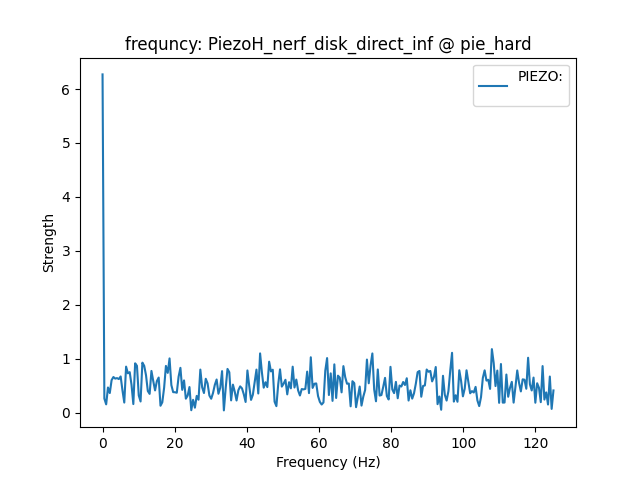 frequncy: PiezoH_nerf_disk_direct_inf @ pie_hard
PIEZO:
Strength
6
5
4
3
2
1
0
0 20 40 60 80 100 120
Frequency (Hz)